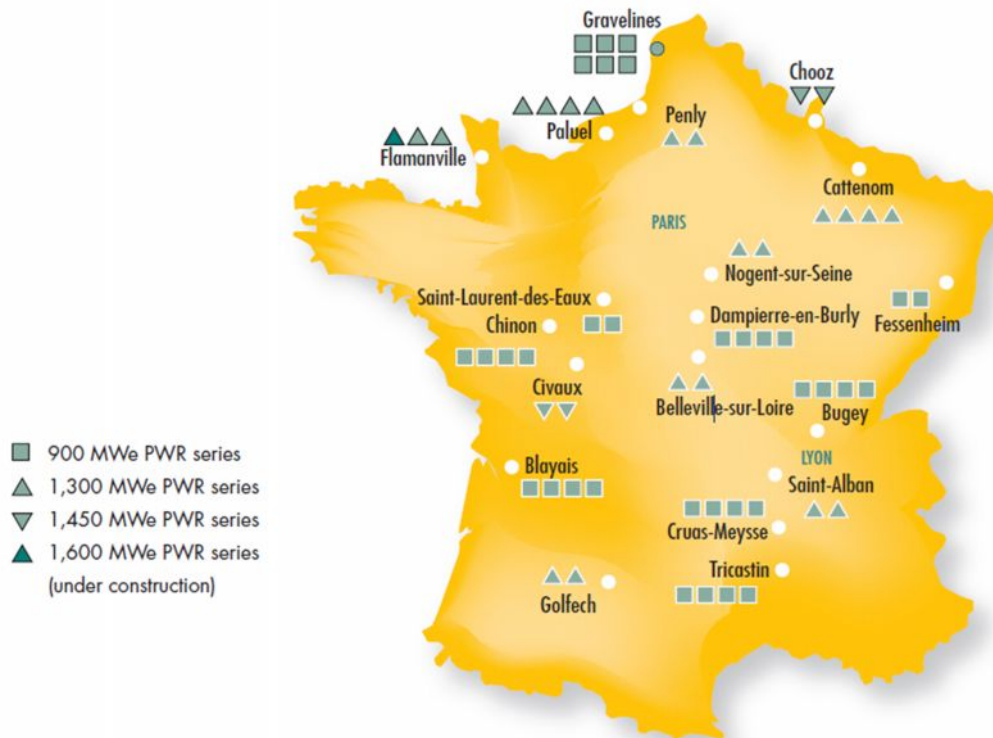 Gravelines
Chooz
Penly
Paluel
Flamanville
Cattenom
PARIS
Nogent-sur-Seine
Saint-Laurent-des-Eaux
Dampierre-en-Burly
Chinon
Fessenheim
Civaux
Belleville-sur-Loire
Bugey
900 MWe PWR series
LYON
Blayais
1,300 MWe PWR series
Saint-Alban
1,450 MWe PWR series
Cruas-Meysse
1,600 MWe PWR series
(under construction)
Tricastin
Golfech